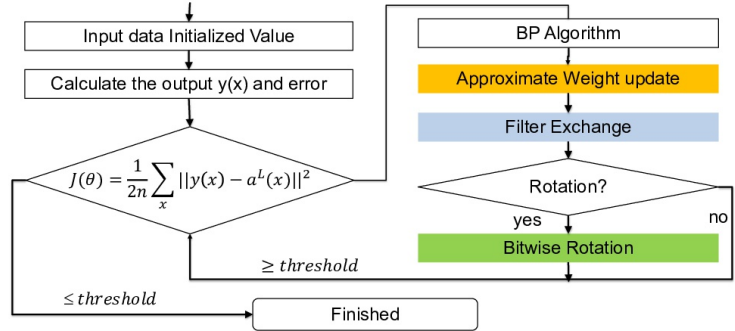 Input data Initialized Value
Calculate the output y(x) and error
J(θ) = 1/2n ∑x ||y(x) − a^L(x)||²
≥ threshold
≤ threshold
Finished
BP Algorithm
Approximate Weight update
Filter Exchange
Rotation?
yes
no
Bitwise Rotation